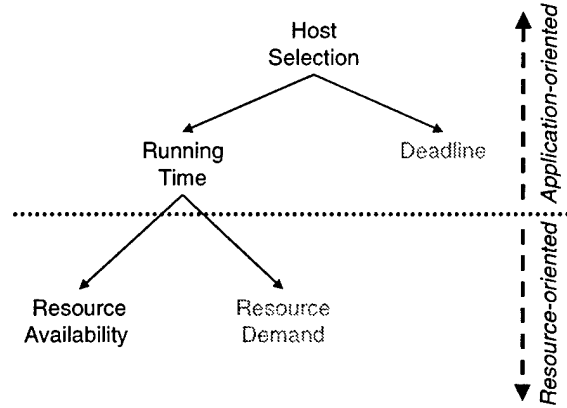 Host
Selection
Running
Time
Deadline
Application-oriented
Resource
Availability
Resource
Demand
Resource-oriented